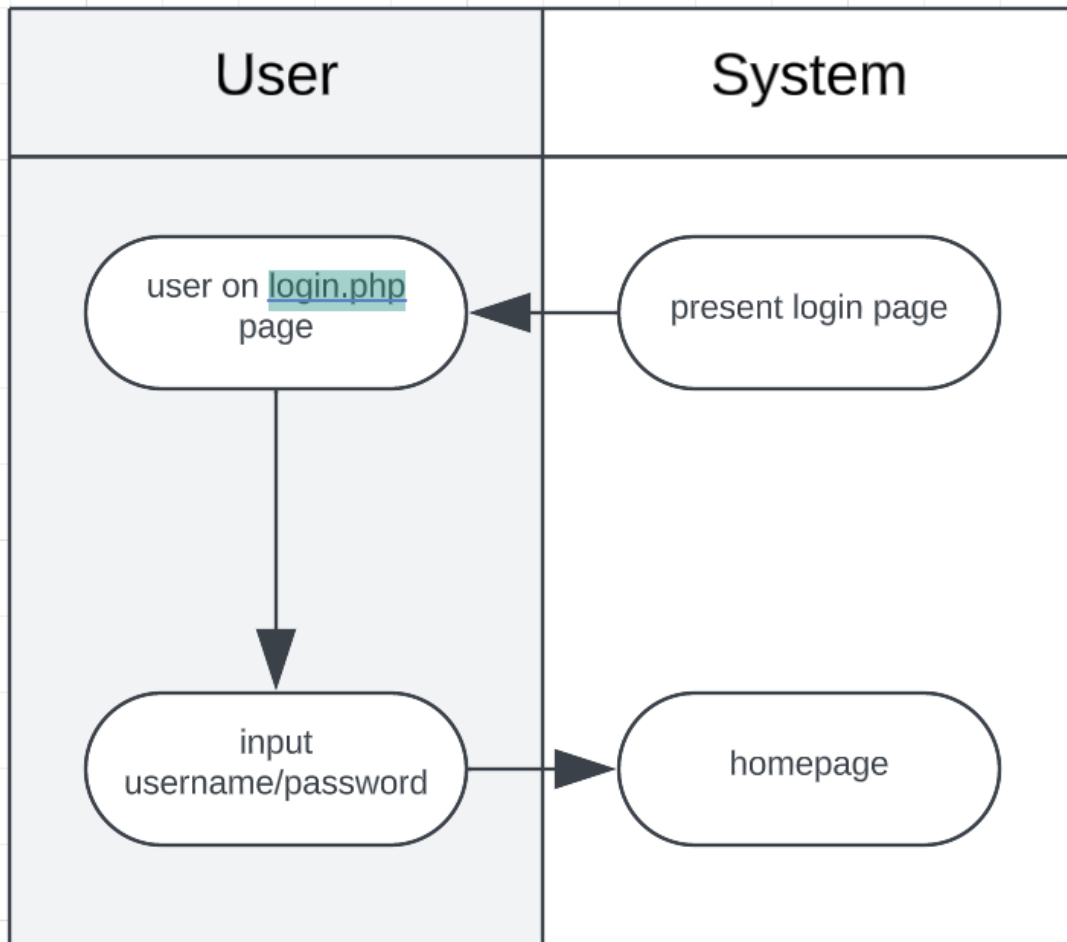 User
System
user on login.php
page
present login page
input
username/password
homepage